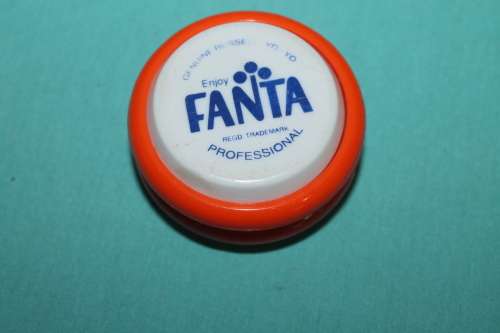 GENUINE RUSSELL YO-YO
Enjoy
FANTA
REGD TRADEMARK
PROFESSIONAL